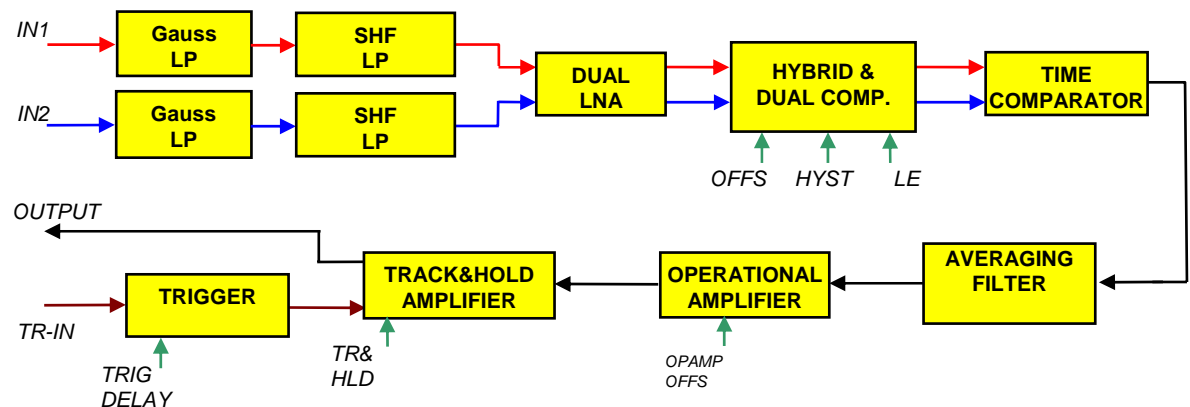 IN1
Gauss
LP
SHF
LP
DUAL
LNA
HYBRID &
DUAL COMP.
TIME
COMPARATOR
IN2
Gauss
LP
SHF
LP
OFFS
HYST
LE
OUTPUT
TRACK&HOLD
AMPLIFIER
OPERATIONAL
AMPLIFIER
AVERAGING
FILTER
TRIGGER
TR-IN
TRIG
DELAY
TR&
HLD
OPAMP
OFFS